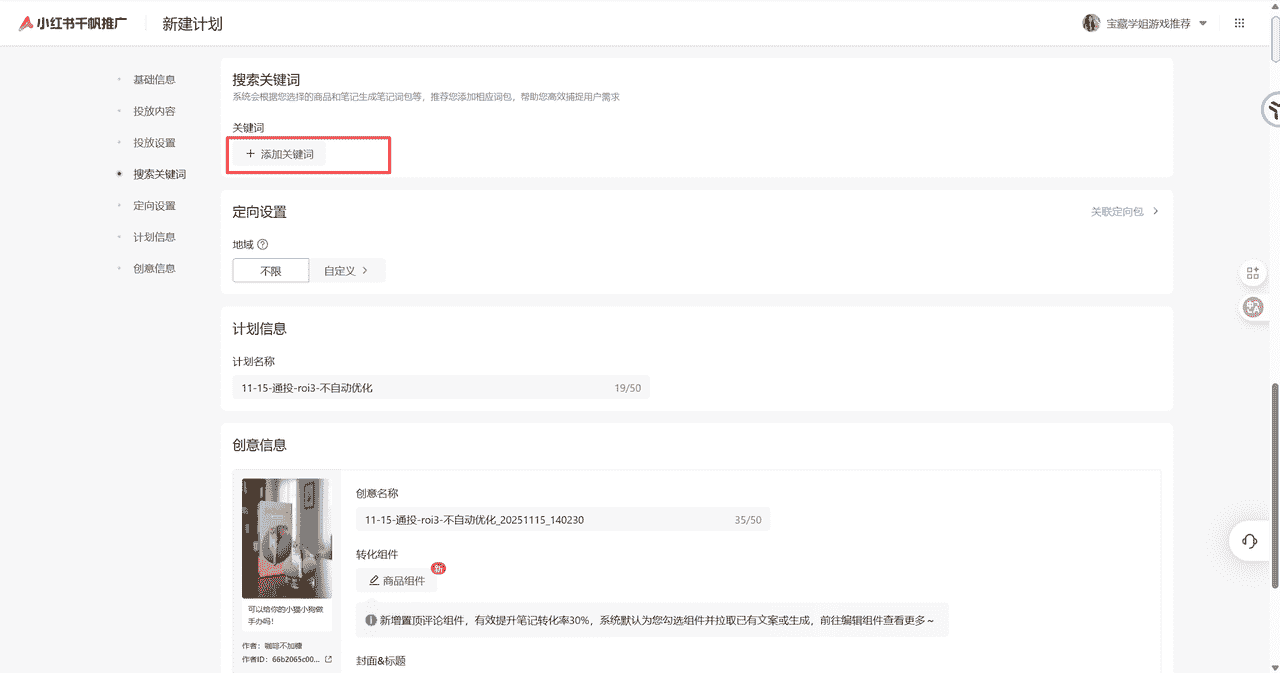 小红书千帆推广
新建计划
宝藏学姐游戏推荐
基础信息
投放内容
投放设置
搜索关键词
定向设置
计划信息
创意信息
搜索关键词
系统会根据您选择的商品和笔记生成笔记词包等，推荐您添加相应词包，帮助您高效捕捉用户需求
关键词
+ 添加关键词
定向设置
关联定向包
地域
不限
自定义
计划信息
计划名称
11-15-通投-roi3-不自动优化
19/50
创意信息
可以给你的小猫小狗做
手办吗！
作者：咖啡不加糖
作者ID：66b2065c00...
创意名称
11-15-通投-roi3-不自动优化_20251115_140230
35/50
转化组件
商品组件
新
新增置顶评论组件，有效提升笔记转化率30%，系统默认为您勾选组件并拉取已有文案或生成，前往编辑组件查看更多~
封面&标题